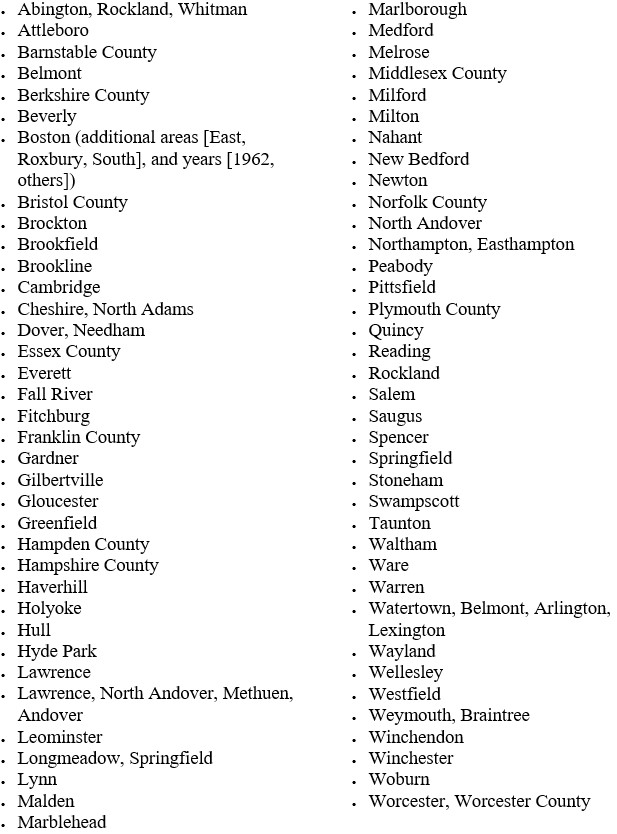 • Abington, Rockland, Whitman
• Attleboro
• Barnstable County
• Belmont
• Berkshire County
• Beverly
• Boston (additional areas [East,
Roxbury, South], and years [1962,
others])
• Bristol County
• Brockton
• Brookfield
• Brookline
• Cambridge
• Cheshire, North Adams
• Dover, Needham
• Essex County
• Everett
• Fall River
• Fitchburg
• Franklin County
• Gardner
• Gilbertville
• Gloucester
• Greenfield
• Hampden County
• Hampshire County
• Haverhill
• Holyoke
• Hull
• Hyde Park
• Lawrence
• Lawrence, North Andover, Methuen,
Andover
• Leominster
• Longmeadow, Springfield
• Lynn
• Malden
• Marblehead
• Marlborough
• Medford
• Melrose
• Middlesex County
• Milford
• Milton
• Nahant
• New Bedford
• Newton
• Norfolk County
• North Andover
• Northampton, Easthampton
• Peabody
• Pittsfield
• Plymouth County
• Quincy
• Reading
• Rockland
• Salem
• Saugus
• Spencer
• Springfield
• Stoneham
• Swampscott
• Taunton
• Waltham
• Ware
• Warren
• Watertown, Belmont, Arlington,
Lexington
• Wayland
• Wellesley
• Westfield
• Weymouth, Braintree
• Winchendon
• Winchester
• Woburn
• Worcester, Worcester County